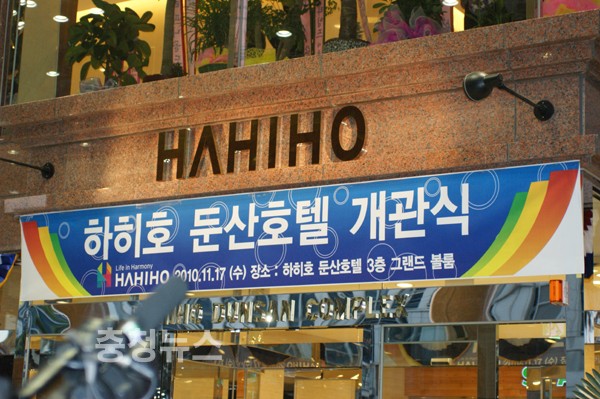 HAHIHO
하히호 둔산호텔 개관식
Life in Harmony
HAHIHO 2010.11.17 (수) 장소 : 하히호 둔산호텔 3층 그랜드 볼룸
DUNSAN COMPLEX
충청뉴스